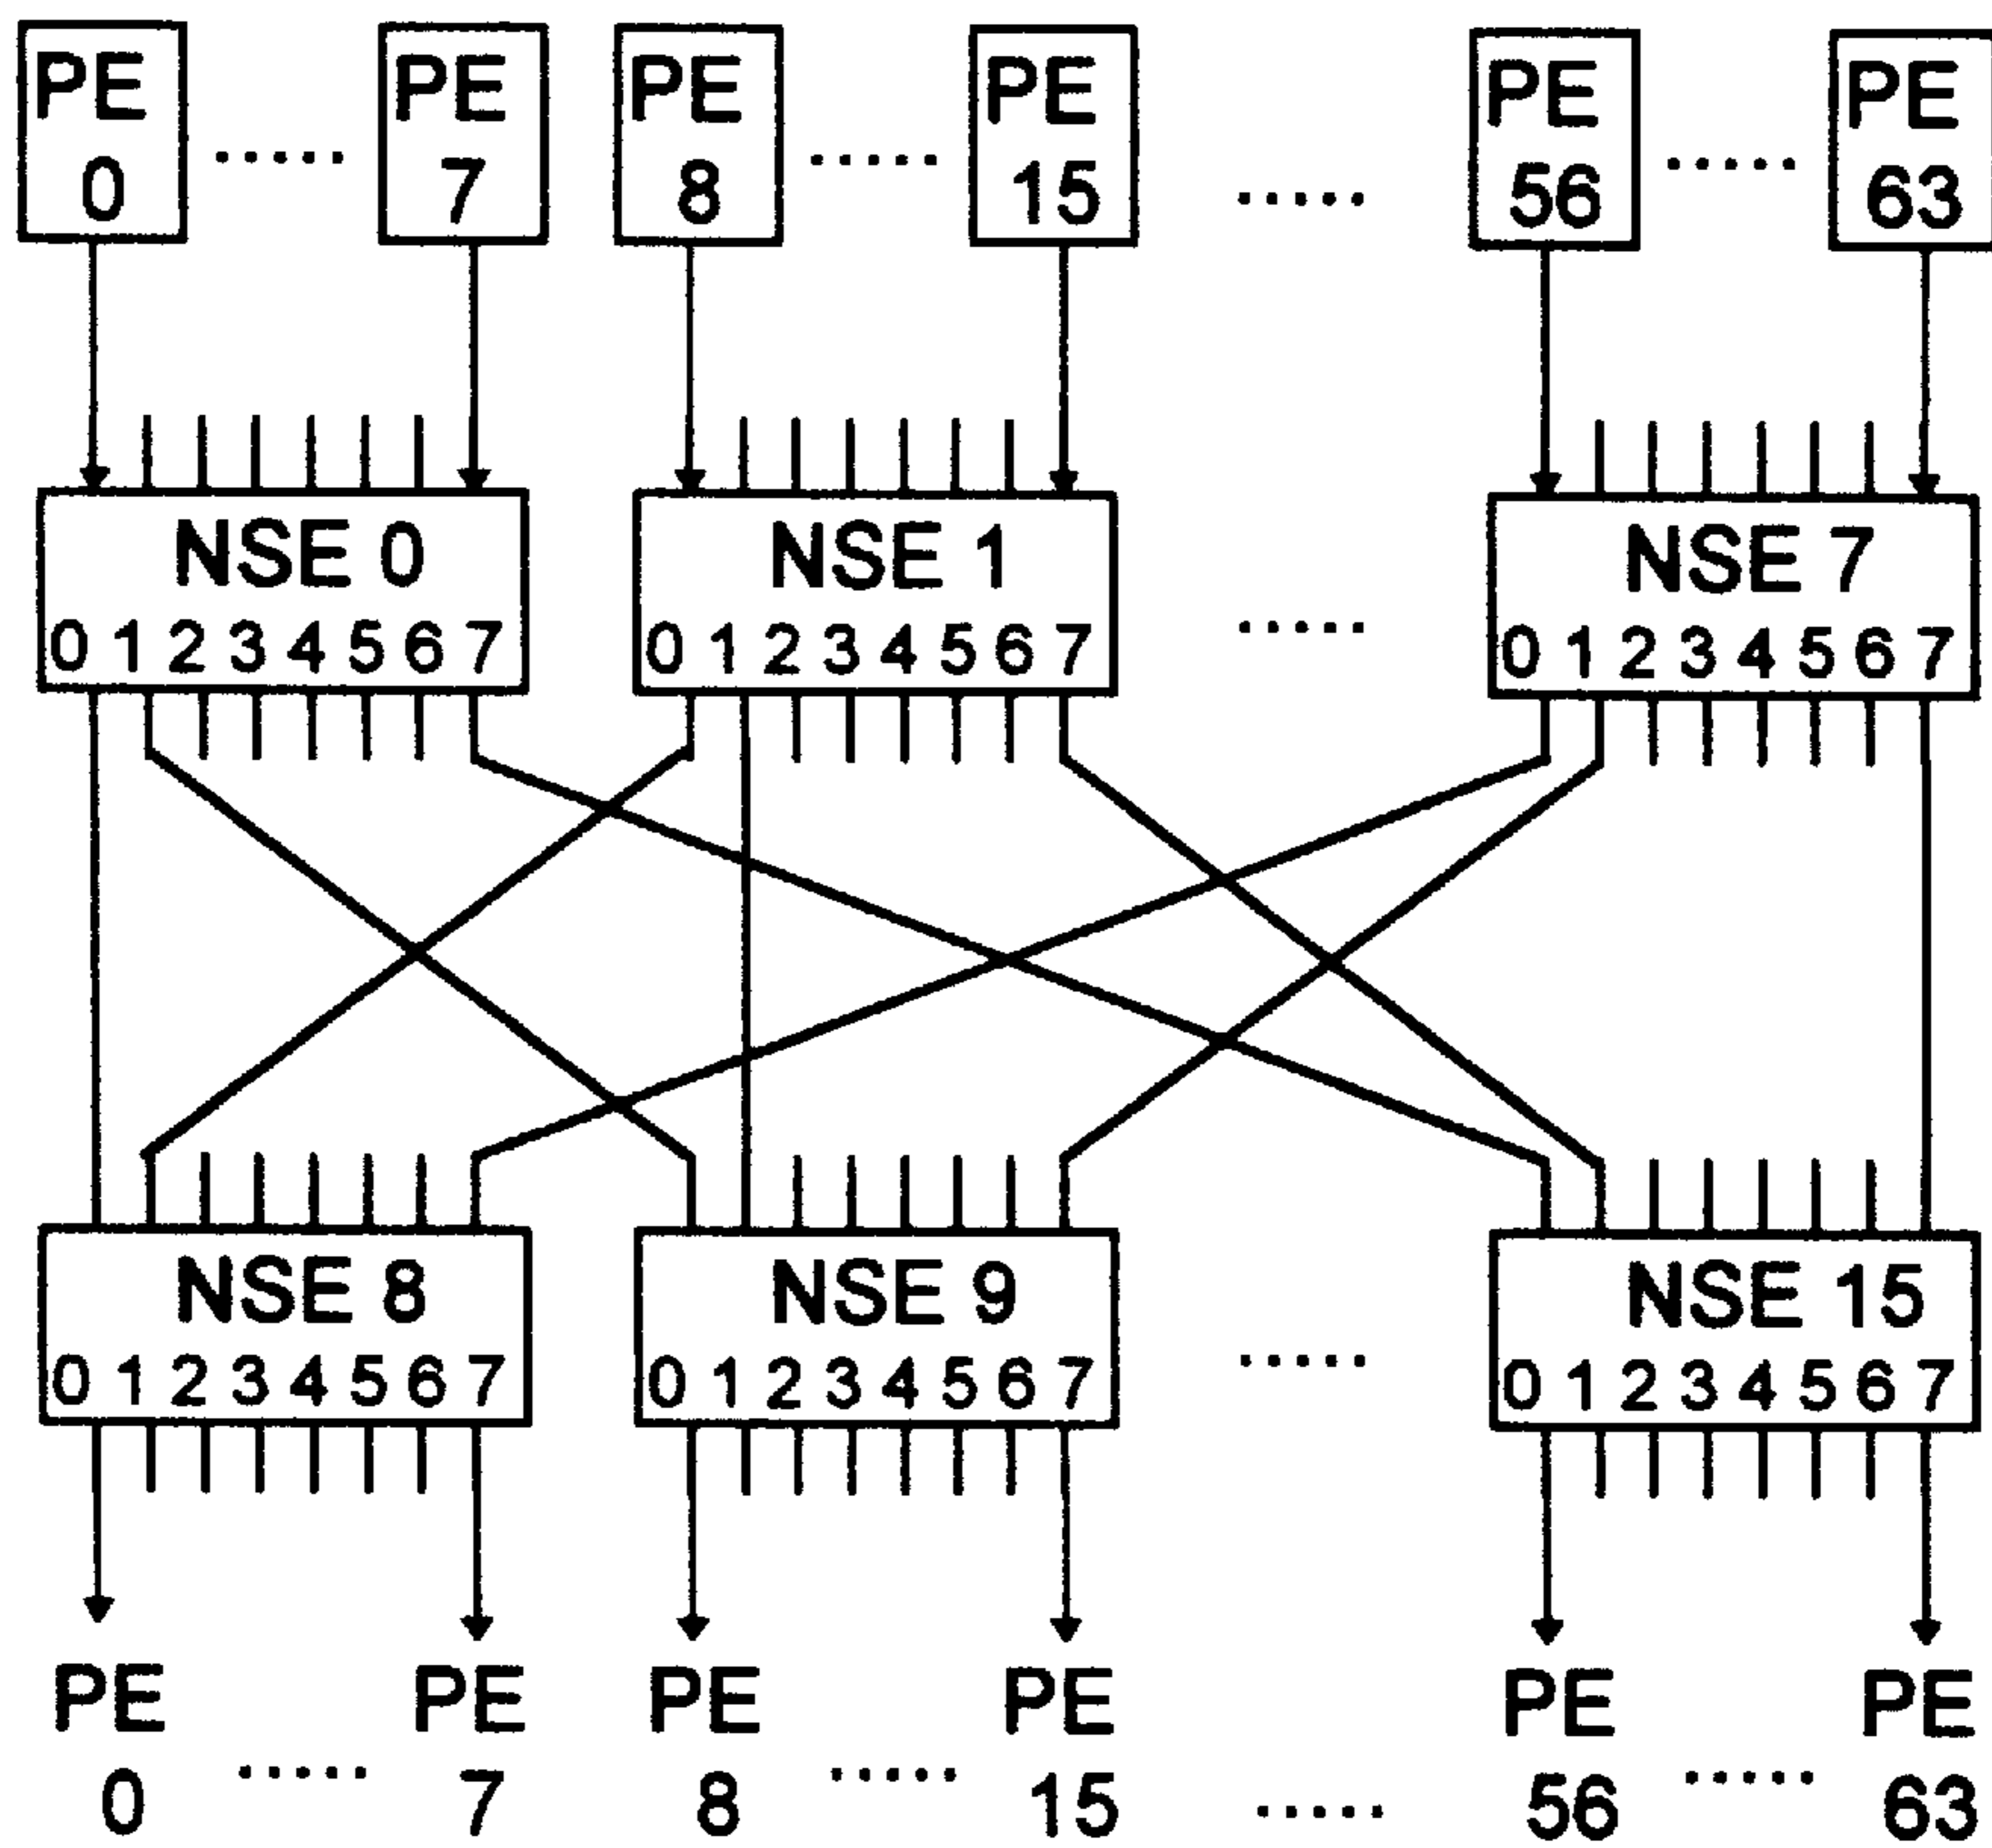 PE PE PE PE PE PE
0 ..... 7 8 ..... 15 ..... 56 ..... 63
NSE 0 NSE 1 NSE 7
0 1 2 3 4 5 6 7 0 1 2 3 4 5 6 7 ..... 0 1 2 3 4 5 6 7
NSE 8 NSE 9 NSE 15
0 1 2 3 4 5 6 7 0 1 2 3 4 5 6 7 ..... 0 1 2 3 4 5 6 7
PE PE PE PE PE PE
0 ..... 7 8 ..... 15 ..... 56 ..... 63